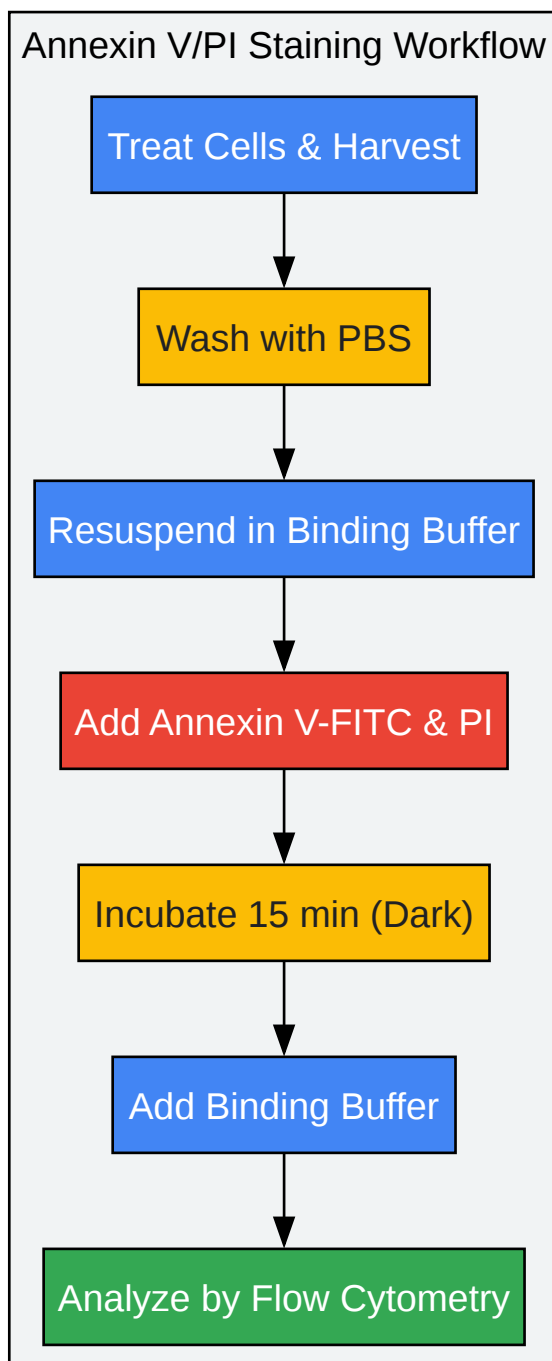 Annexin V/PI Staining Workflow
Treat Cells & Harvest
Wash with PBS
Resuspend in Binding Buffer
Add Annexin V-FITC & PI
Incubate 15 min (Dark)
Add Binding Buffer
Analyze by Flow Cytometry